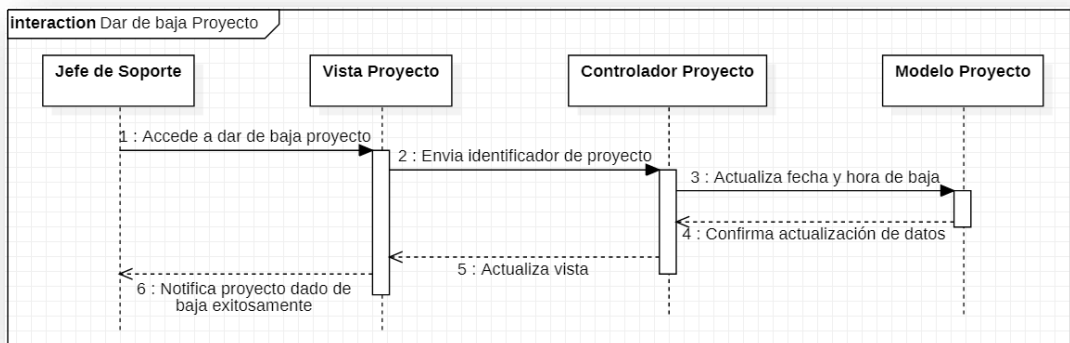 interaction Dar de baja Proyecto
Jefe de Soporte
Vista Proyecto
Controlador Proyecto
Modelo Proyecto
1 : Accede a dar de baja proyecto
2 : Envia identificador de proyecto
3 : Actualiza fecha y hora de baja
4 : Confirma actualización de datos
5 : Actualiza vista
6 : Notifica proyecto dado de
baja exitosamente